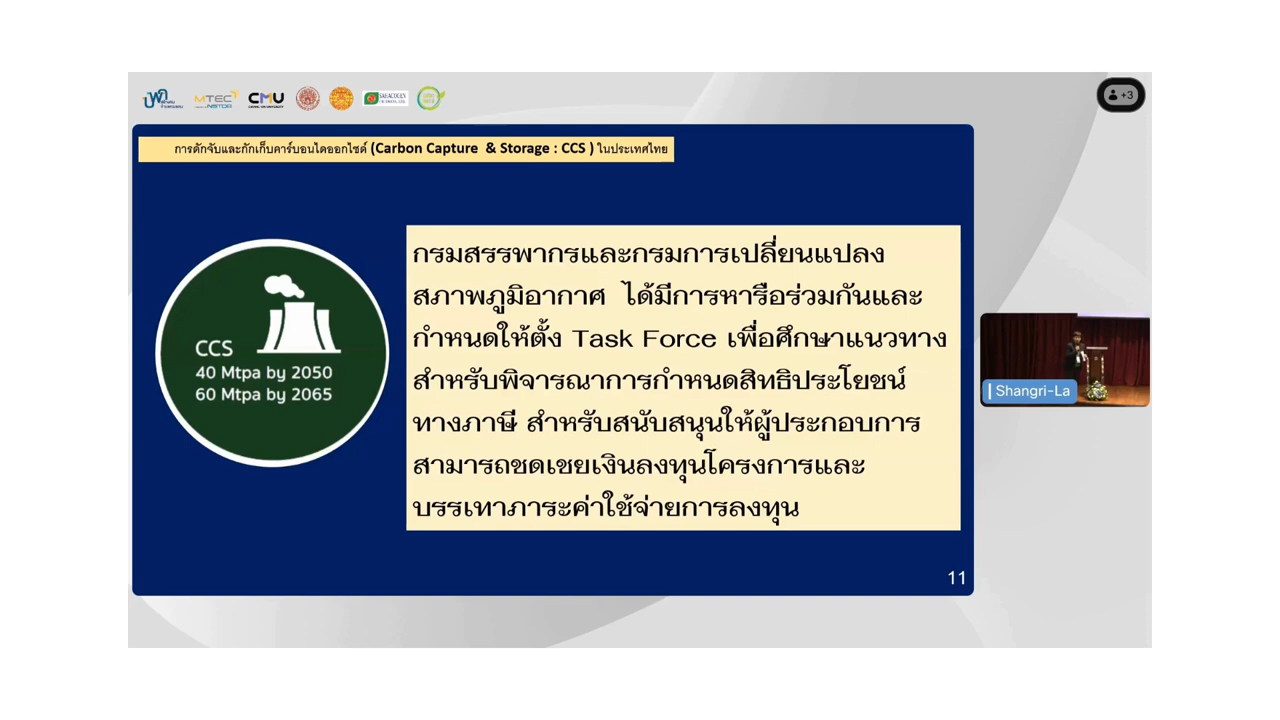 MTEC
NSTDA
CMU
+3
การดักจับและกักเก็บคาร์บอนไดออกไซด์ (Carbon Capture & Storage : CCS ) ในประเทศไทย
กรมสรรพากรและกรมการเปลี่ยนแปลง
สภาพภูมิอากาศ ได้มีการหารือร่วมกันและ
กำหนดให้ตั้ง Task Force เพื่อศึกษาแนวทาง
สำหรับพิจารณาการกำหนดสิทธิประโยชน์
ทางภาษี สำหรับสนับสนุนให้ผู้ประกอบการ
สามารถชดเชยเงินลงทุนโครงการและ
บรรเทาภาระค่าใช้จ่ายการลงทุน
CCS
40 Mtpa by 2050
60 Mtpa by 2065
Shangri-La
11